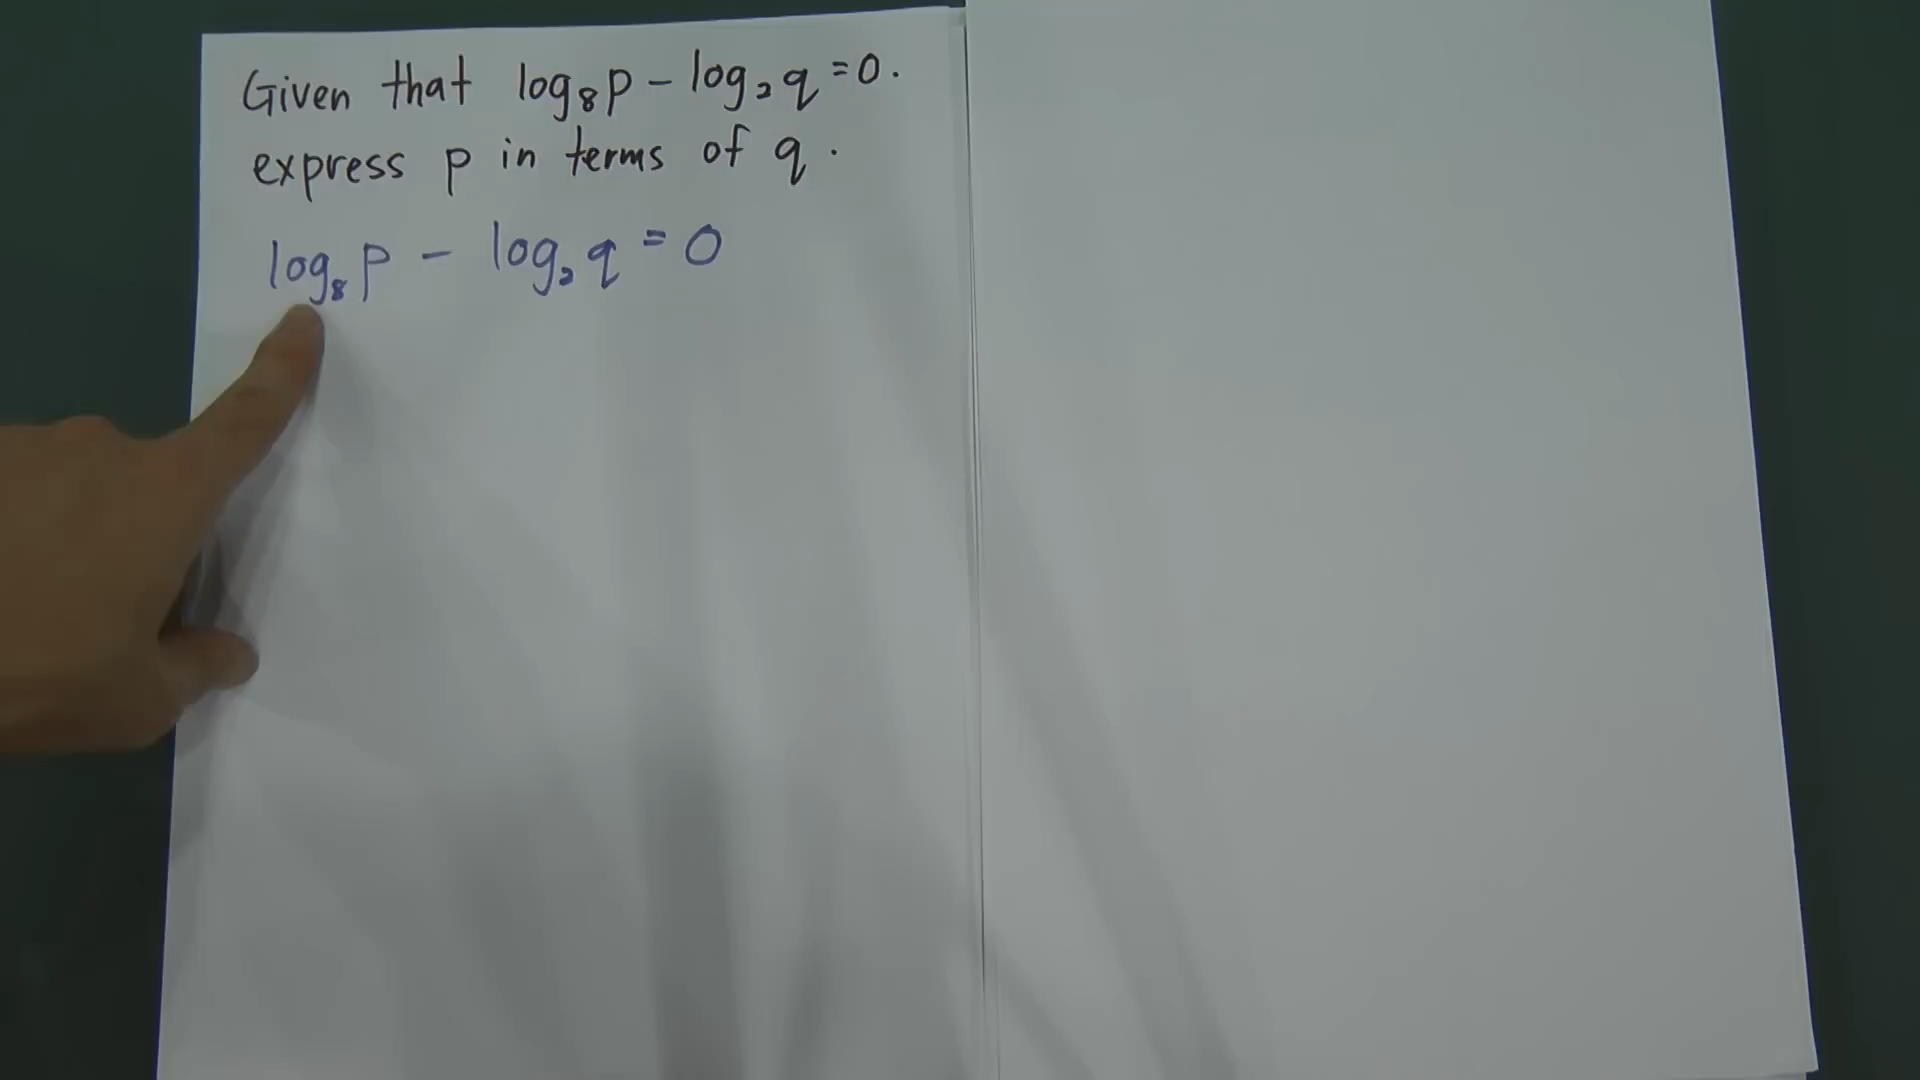 Given that log₈p - log₂q = 0.
express p in terms of q.
log₈p - log₂q = 0